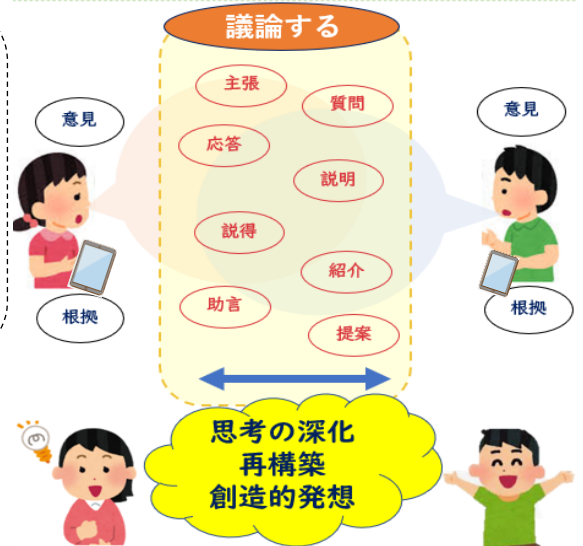 議論する
主張
質問
意見
意見
応答
説明
説得
紹介
助言
根拠
根拠
提案
思考の深化
再構築
創造的発想